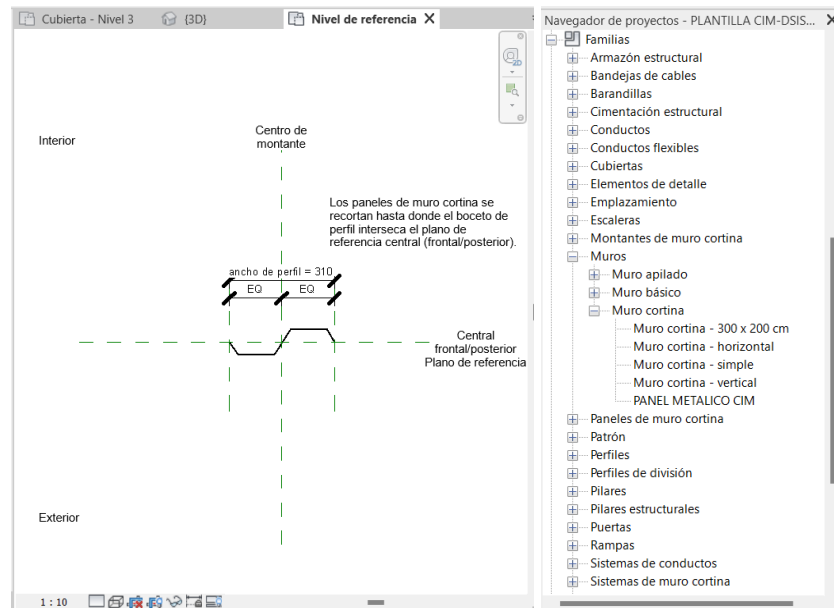 Cubierta - Nivel 3
{3D}
Nivel de referencia
2D
Interior
Centro de
montante
Los paneles de muro cortina se
recortan hasta donde el boceto de
perfil interseca el plano de
referencia central (frontal/posterior).
ancho de perfil = 310
EQ EQ
Central
frontal/posterior
Plano de referencia
Exterior
1 : 10
Navegador de proyectos - PLANTILLA CIM-DSIS...
Familias
Armazón estructural
Bandejas de cables
Barandillas
Cimentación estructural
Conductos
Conductos flexibles
Cubiertas
Elementos de detalle
Emplazamiento
Escaleras
Montantes de muro cortina
Muros
Muro apilado
Muro básico
Muro cortina
Muro cortina - 300 x 200 cm
Muro cortina - horizontal
Muro cortina - simple
Muro cortina - vertical
PANEL METALICO CIM
Paneles de muro cortina
Patrón
Perfiles
Perfiles de división
Pilares
Pilares estructurales
Puertas
Rampas
Sistemas de conductos
Sistemas de muro cortina